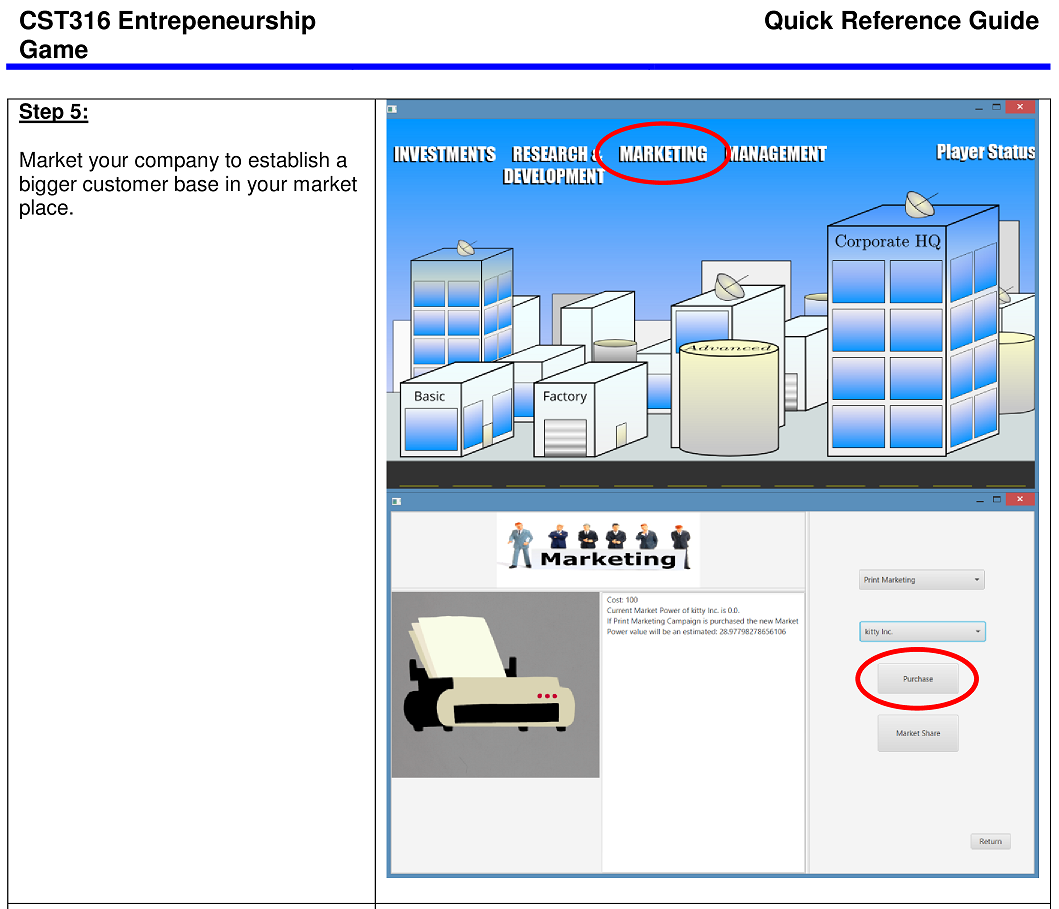 CST316 Entrepeneurship
Game
Quick Reference Guide
Step 5:
Market your company to establish a
bigger customer base in your market
place.
INVESTMENTS
RESEARCH &
DEVELOPMENT
MARKETING
MANAGEMENT
Player Status
Corporate HQ
Advanced
Basic
Factory
Marketing
Cost: 100
Current Market Power of kitty Inc. is 0.0.
If Print Marketing Campaign is purchased the new Market
Power value will be an estimated: 28.97798278656106
Print Marketing
kitty Inc.
Purchase
Market Share
Return